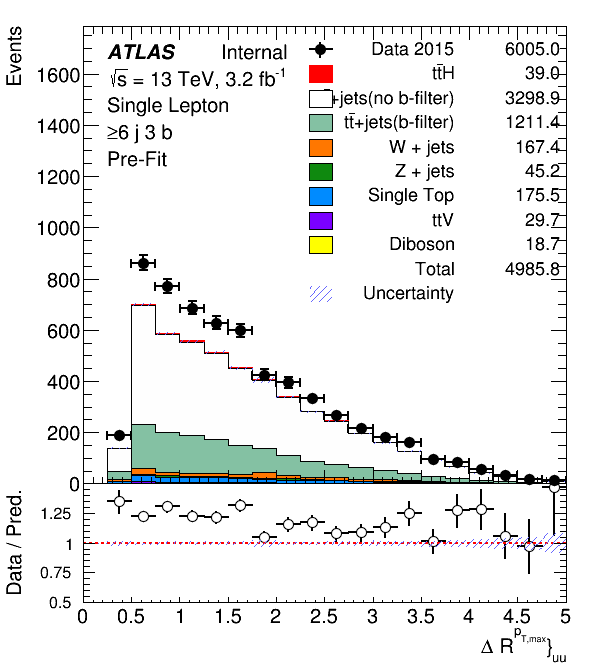 Events
ATLAS Internal
√s = 13 TeV, 3.2 fb⁻¹
Single Lepton
≥6 j 3 b
Pre-Fit
Data 2015 6005.0
tt̄H 39.0
+jets(no b-filter) 3298.9
tt̄+jets(b-filter) 1211.4
W + jets 167.4
Z + jets 45.2
Single Top 175.5
ttV 29.7
Diboson 18.7
Total 4985.8
Uncertainty
1600
1400
1200
1000
800
600
400
200
0
Data / Pred.
1.25
1
0.75
0.5
0 0.5 1 1.5 2 2.5 3 3.5 4 4.5 5
Δ R^{p_{T,max}}}_{uu}